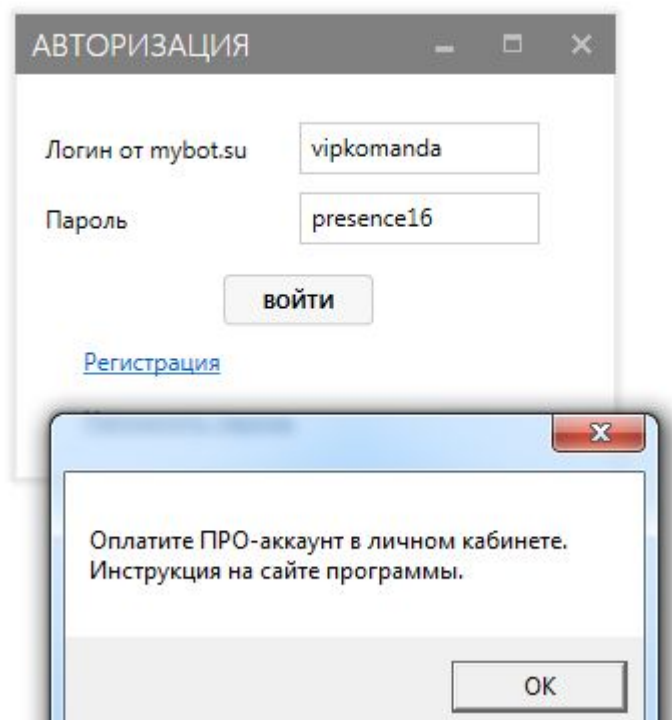 АВТОРИЗАЦИЯ
Логин от mybot.su vipkomanda
Пароль presence16
ВОЙТИ
Регистрация
Оплатите ПРО-аккаунт в личном кабинете.
Инструкция на сайте программы.
OK